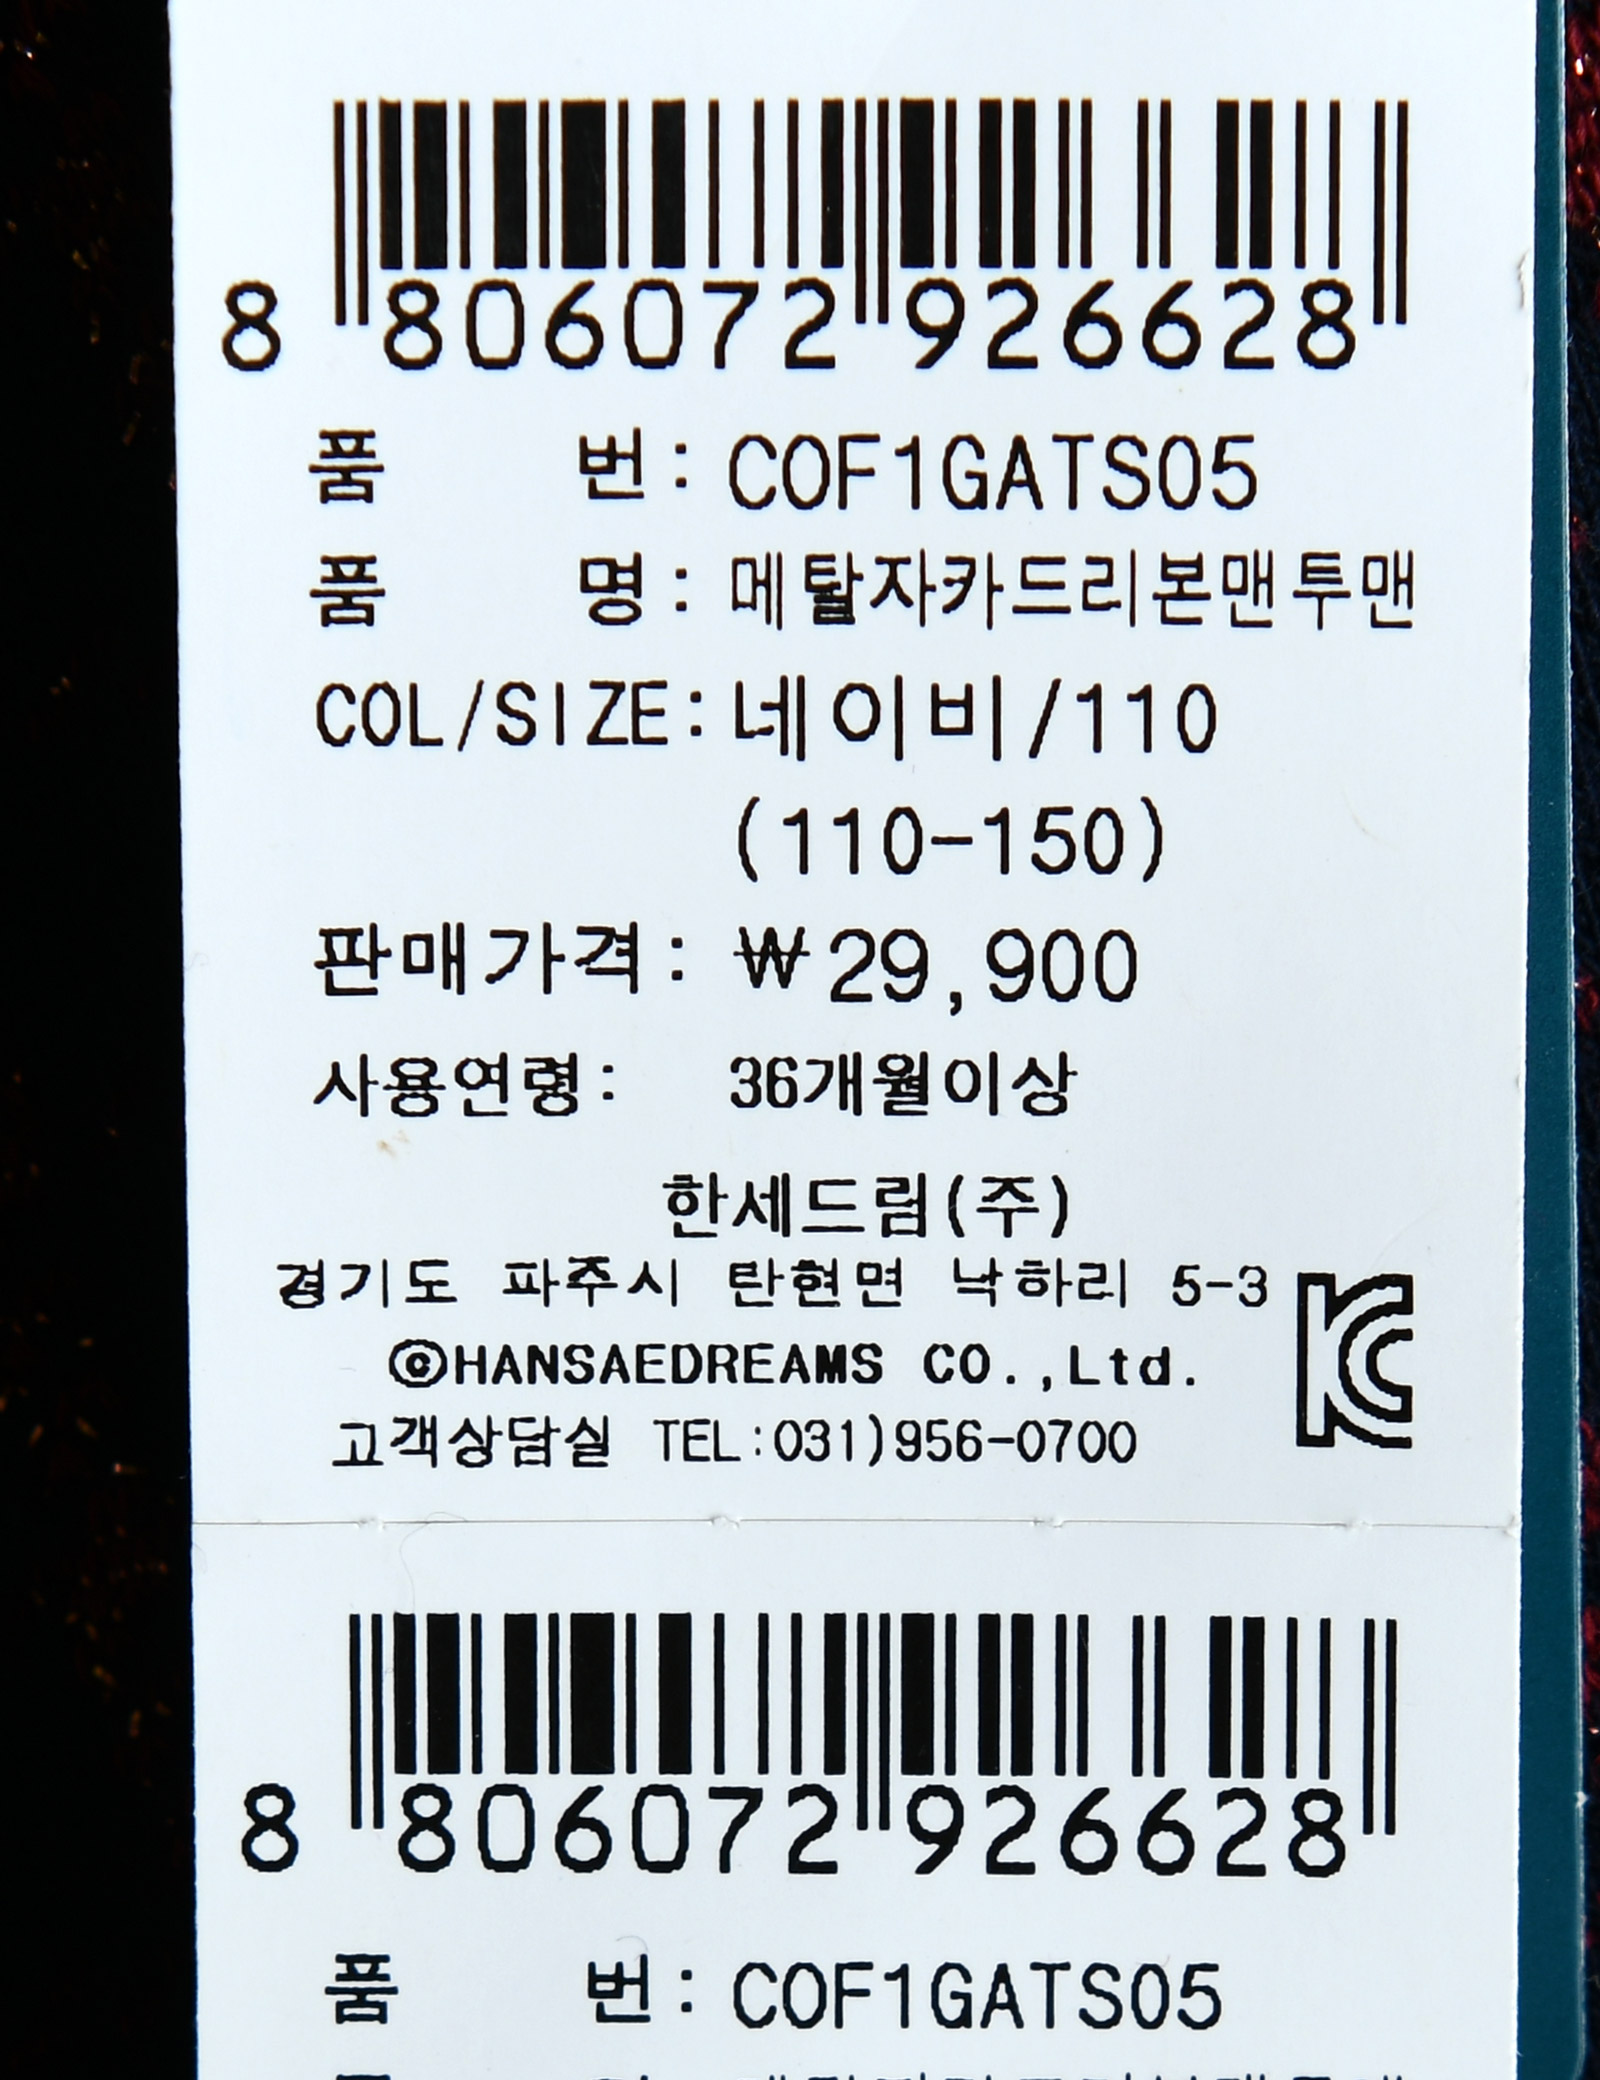 8 806072 926628
품 번: COF1GATS05
품 명: 메탈자카드리본맨투맨
COL/SIZE: 네이비/110
(110-150)
판매가격: ₩29,900
사용연령: 36개월이상
한세드림(주)
경기도 파주시 탄현면 낙하리 5-3
ⓒHANSAEDREAMS CO.,Ltd.
고객상담실 TEL:031)956-0700
KC
8 806072 926628
품 번: COF1GATS05